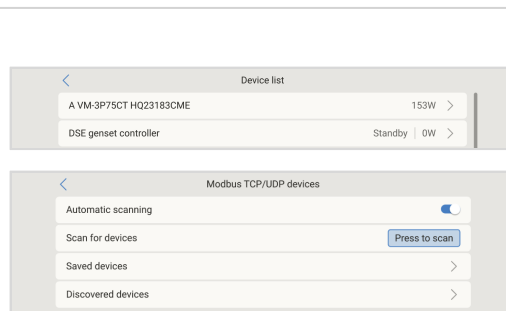 Device list
A VM-3P75CT HQ23183CME 153W
DSE genset controller Standby 0W
Modbus TCP/UDP devices
Automatic scanning
Scan for devices Press to scan
Saved devices
Discovered devices